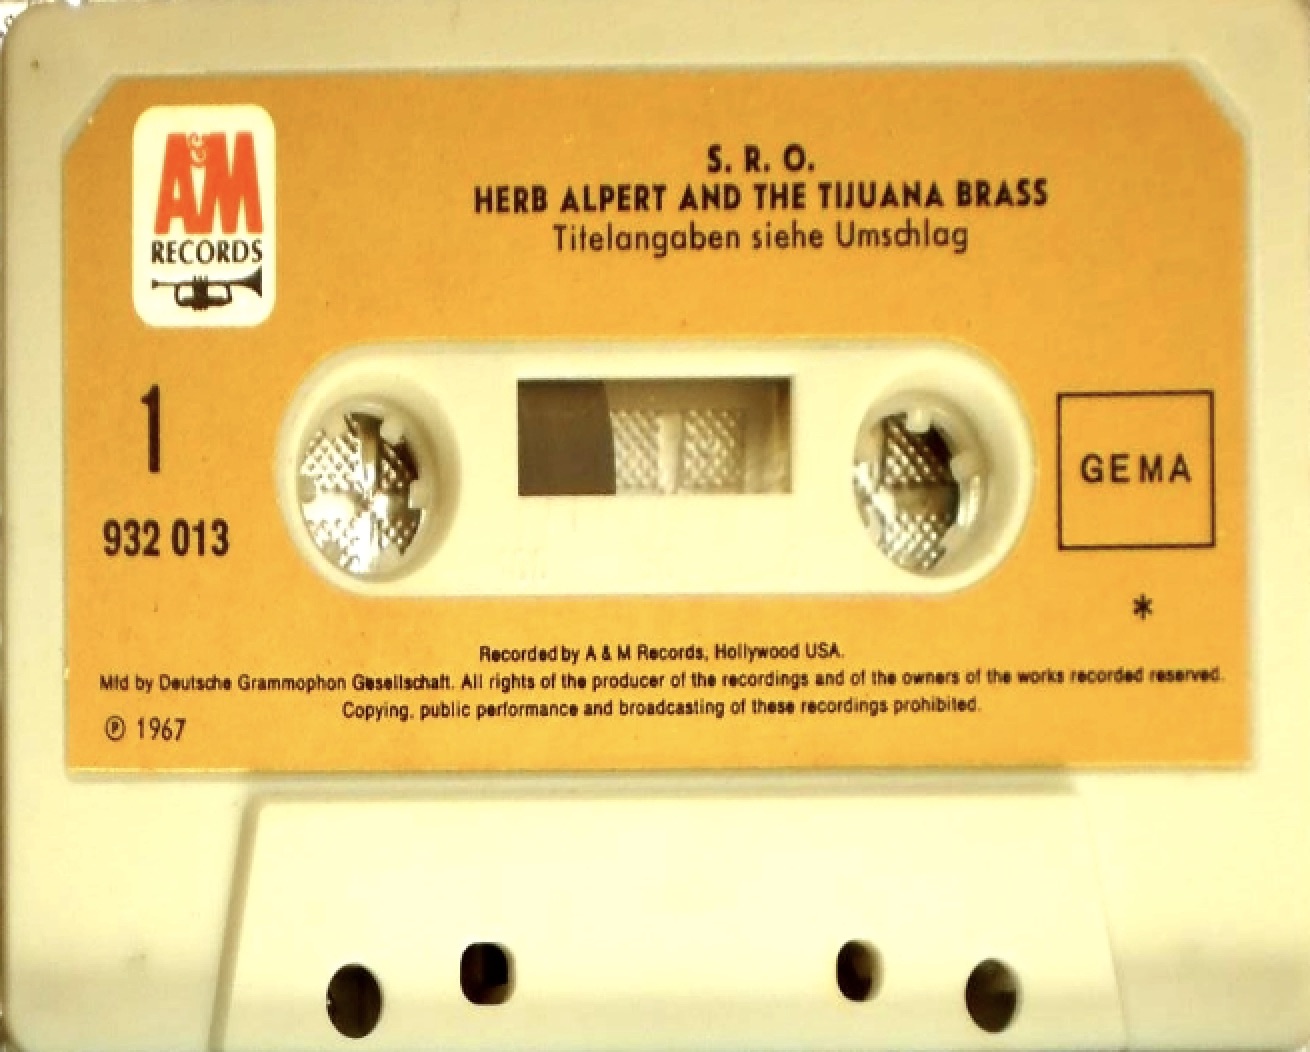 A&M
RECORDS
S. R. O.
HERB ALPERT AND THE TIJUANA BRASS
Titelangaben siehe Umschlag
1
932 013
GEMA
*
Recorded by A & M Records, Hollywood USA.
Mfd by Deutsche Grammophon Gesellschaft. All rights of the producer of the recordings and of the owners of the works recorded reserved.
Copying, public performance and broadcasting of these recordings prohibited.
℗ 1967